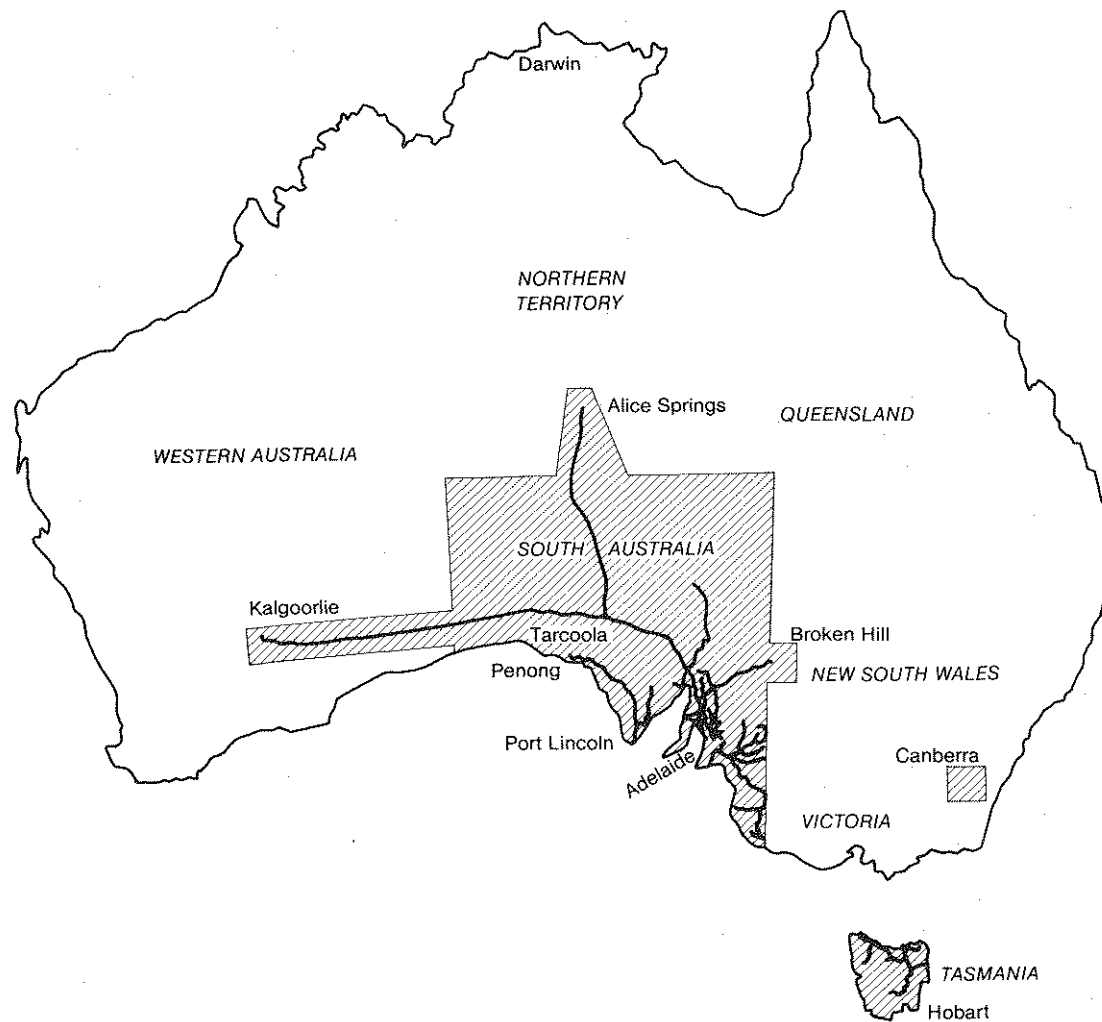 Darwin
NORTHERN
TERRITORY
Alice Springs
QUEENSLAND
WESTERN AUSTRALIA
SOUTH AUSTRALIA
Kalgoorlie
Tarcoola
Broken Hill
Penong
NEW SOUTH WALES
Port Lincoln
Adelaide
Canberra
VICTORIA
TASMANIA
Hobart